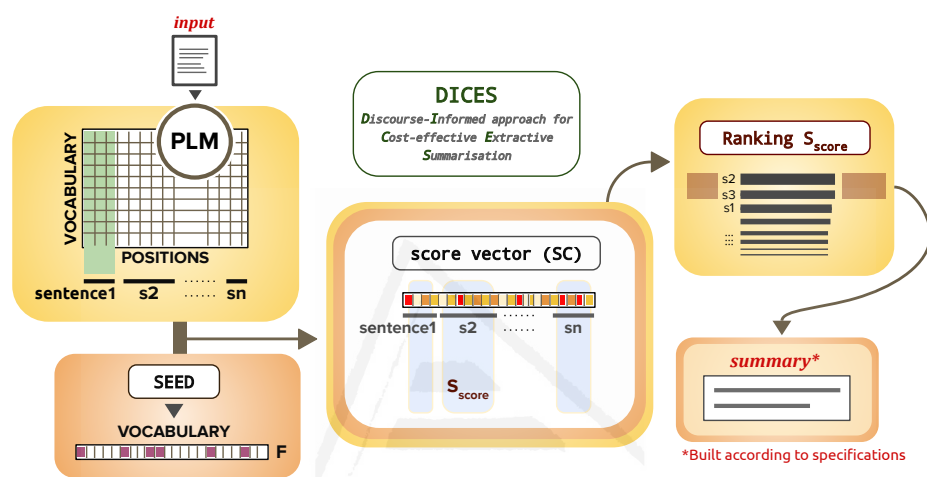 input
PLM
VOCABULARY
POSITIONS
sentence1 s2 ...... sn
......
SEED
VOCABULARY
F
DICES
Discourse-Informed approach for
Cost-effective Extractive
Summarisation
score vector (SC)
sentence1 s2 ...... sn
......
Sscore
Ranking Sscore
s2
s3
s1
:::
:::
summary*
*Built according to specifications